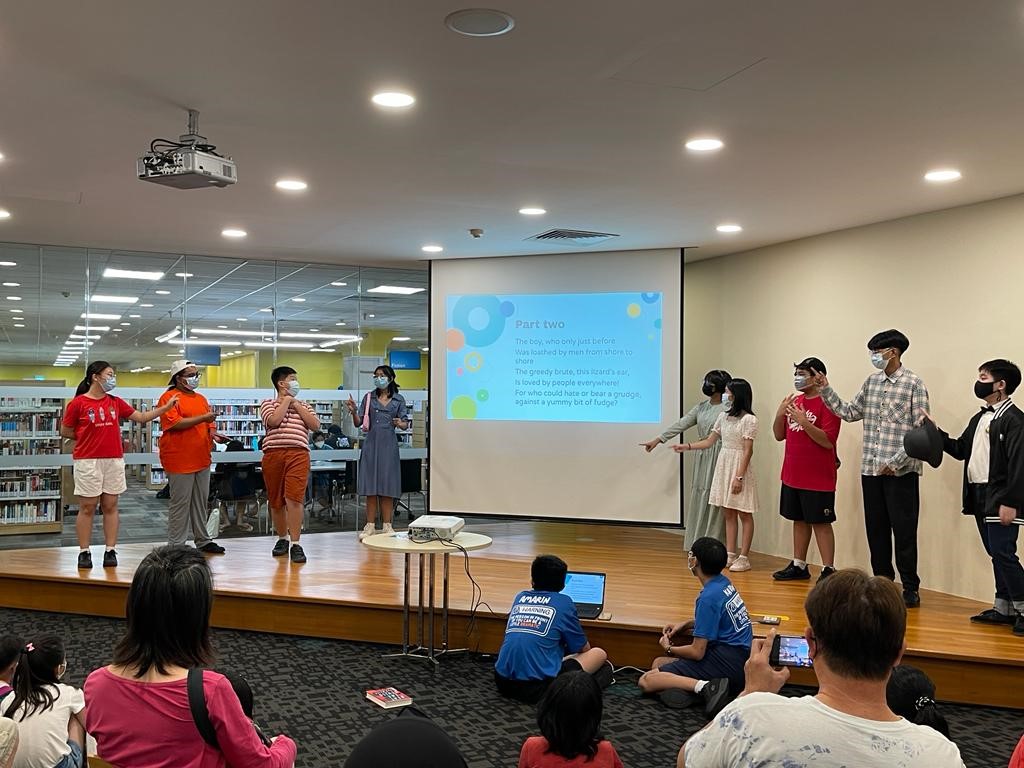 Part two
The boy, who only just before
Was loathed by men from shore to
shore
The greedy brute, this lizard's ear,
Is loved by people everywhere!
For who could hate or bear a grudge,
against a yummy bit of fudge?
AMARIN